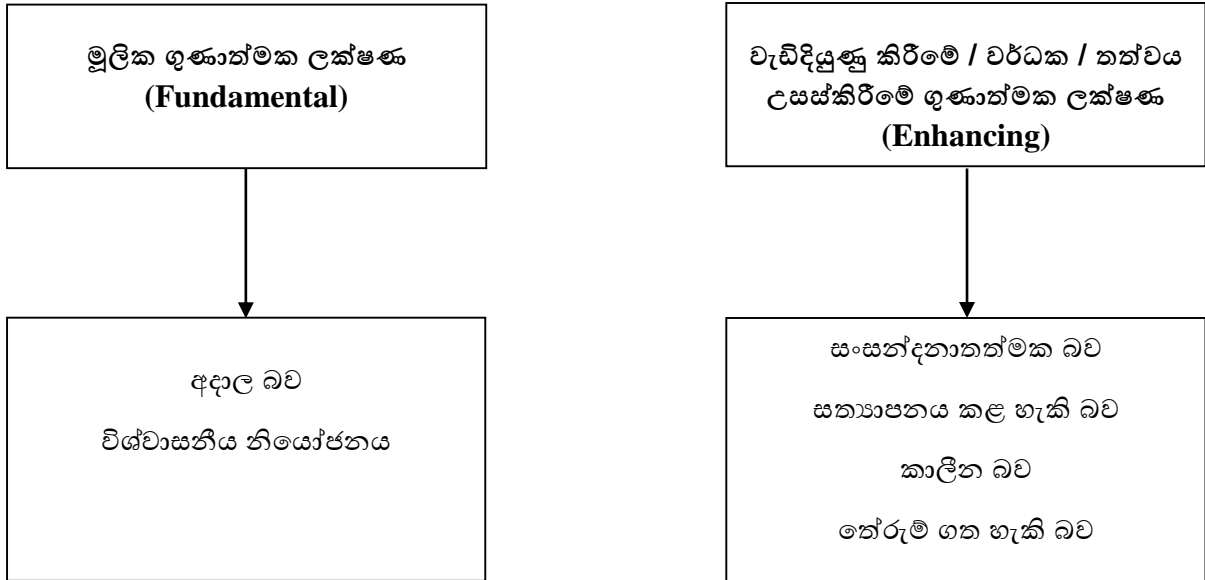 මූලික ගුණාත්මක ලක්ෂණ
(Fundamental)
අදාල බව
විශ්වාසනීය නියෝජනය
වැඩිදියුණු කිරීමේ / වර්ධක / තත්වය
උසස්කිරීමේ ගුණාත්මක ලක්ෂණ
(Enhancing)
සංසන්දනාතත්මක බව
සත්‍යාපනය කළ හැකි බව
කාලීන බව
තේරුම් ගත හැකි බව